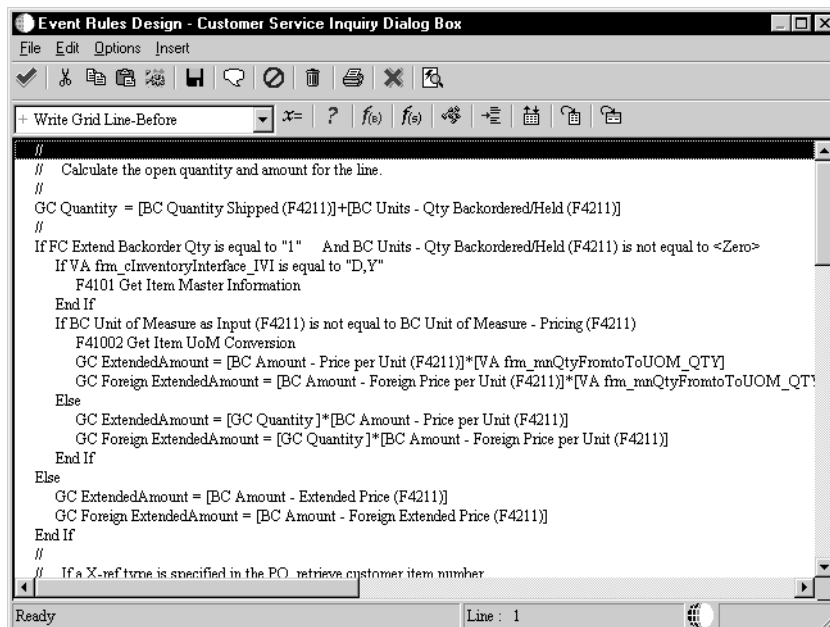 Event Rules Design - Customer Service Inquiry Dialog Box
File Edit Options Insert
+ Write Grid Line-Before x= ? f(B) f(S)
//
// Calculate the open quantity and amount for the line.
//
GC Quantity = [BC Quantity Shipped (F4211)]+[BC Units - Qty Backordered/Held (F4211)]
//
If FC Extend Backorder Qty is equal to "1" And BC Units - Qty Backordered/Held (F4211) is not equal to <Zero>
If VA frm_cInventoryInterface_IVI is equal to "D,Y"
F4101 Get Item Master Information
End If
If BC Unit of Measure as Input (F4211) is not equal to BC Unit of Measure - Pricing (F4211)
F41002 Get Item UoM Conversion
GC ExtendedAmount = [BC Amount - Price per Unit (F4211)]*[VA frm_mnQtyFromtoToUOM_QTY]
GC Foreign ExtendedAmount = [BC Amount - Foreign Price per Unit (F4211)]*[VA frm_mnQtyFromtoToUOM_QTY
Else
GC ExtendedAmount = [GC Quantity ]*[BC Amount - Price per Unit (F4211)]
GC Foreign ExtendedAmount = [GC Quantity ]*[BC Amount - Foreign Price per Unit (F4211)]
End If
Else
GC ExtendedAmount = [BC Amount - Extended Price (F4211)]
GC Foreign ExtendedAmount = [BC Amount - Foreign Extended Price (F4211)]
End If
//
// If a X-ref type is specified in the PO, retrieve customer item number
Ready Line : 1